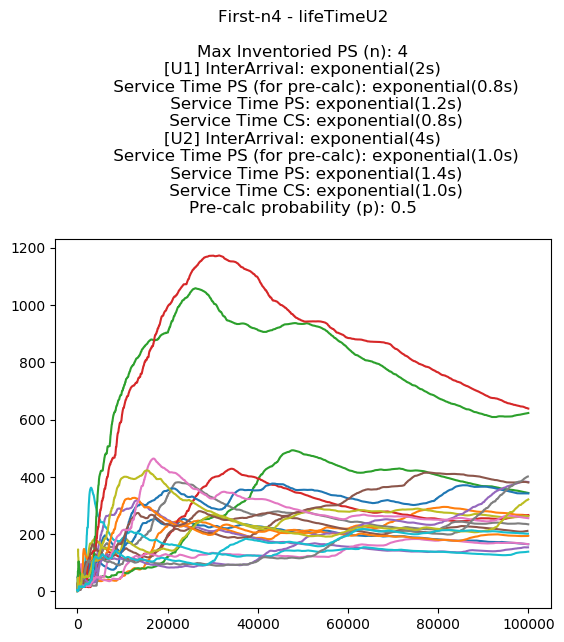 First-n4 - lifeTimeU2
Max Inventoried PS (n): 4
[U1] InterArrival: exponential(2s)
Service Time PS (for pre-calc): exponential(0.8s)
Service Time PS: exponential(1.2s)
Service Time CS: exponential(0.8s)
[U2] InterArrival: exponential(4s)
Service Time PS (for pre-calc): exponential(1.0s)
Service Time PS: exponential(1.4s)
Service Time CS: exponential(1.0s)
Pre-calc probability (p): 0.5
1200
1000
800
600
400
200
0
0 20000 40000 60000 80000 100000